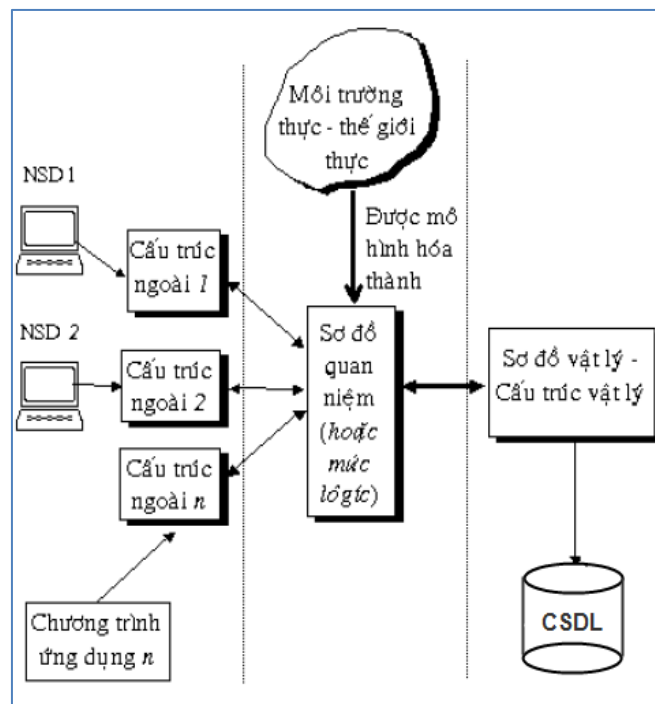 Môi trường
thực - thế giới
thực
NSD 1
Được mô
hình hóa
thành
Cấu trúc
ngoài 1
NSD 2
Sơ đồ
quan
niệm
(hoặc
mức
lôgíc)
Sơ đồ vật lý -
Cấu trúc vật lý
Cấu trúc
ngoài 2
Cấu trúc
ngoài n
Chương trình
ứng dụng n
CSDL